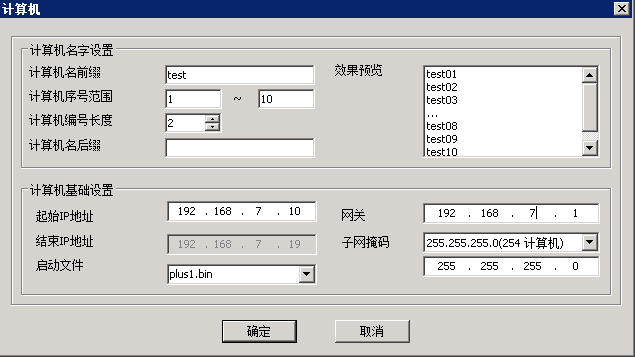 计算机
计算机名字设置
计算机名前缀 test
计算机序号范围 1 ~ 10
计算机编号长度 2
计算机名后缀
效果预览
test01
test02
test03
...
test08
test09
test10
计算机基础设置
起始IP地址 192 . 168 . 7 . 10
结束IP地址 192 . 168 . 7 . 19
启动文件 plus1.bin
网关 192 . 168 . 7 . 1
子网掩码 255.255.255.0(254 计算机)
255 . 255 . 255 . 0
确定 取消